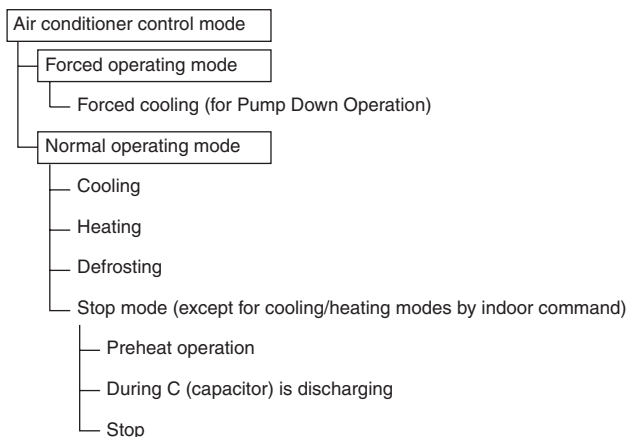 Air conditioner control mode
Forced operating mode
Forced cooling (for Pump Down Operation)
Normal operating mode
Cooling
Heating
Defrosting
Stop mode (except for cooling/heating modes by indoor command)
Preheat operation
During C (capacitor) is discharging
Stop